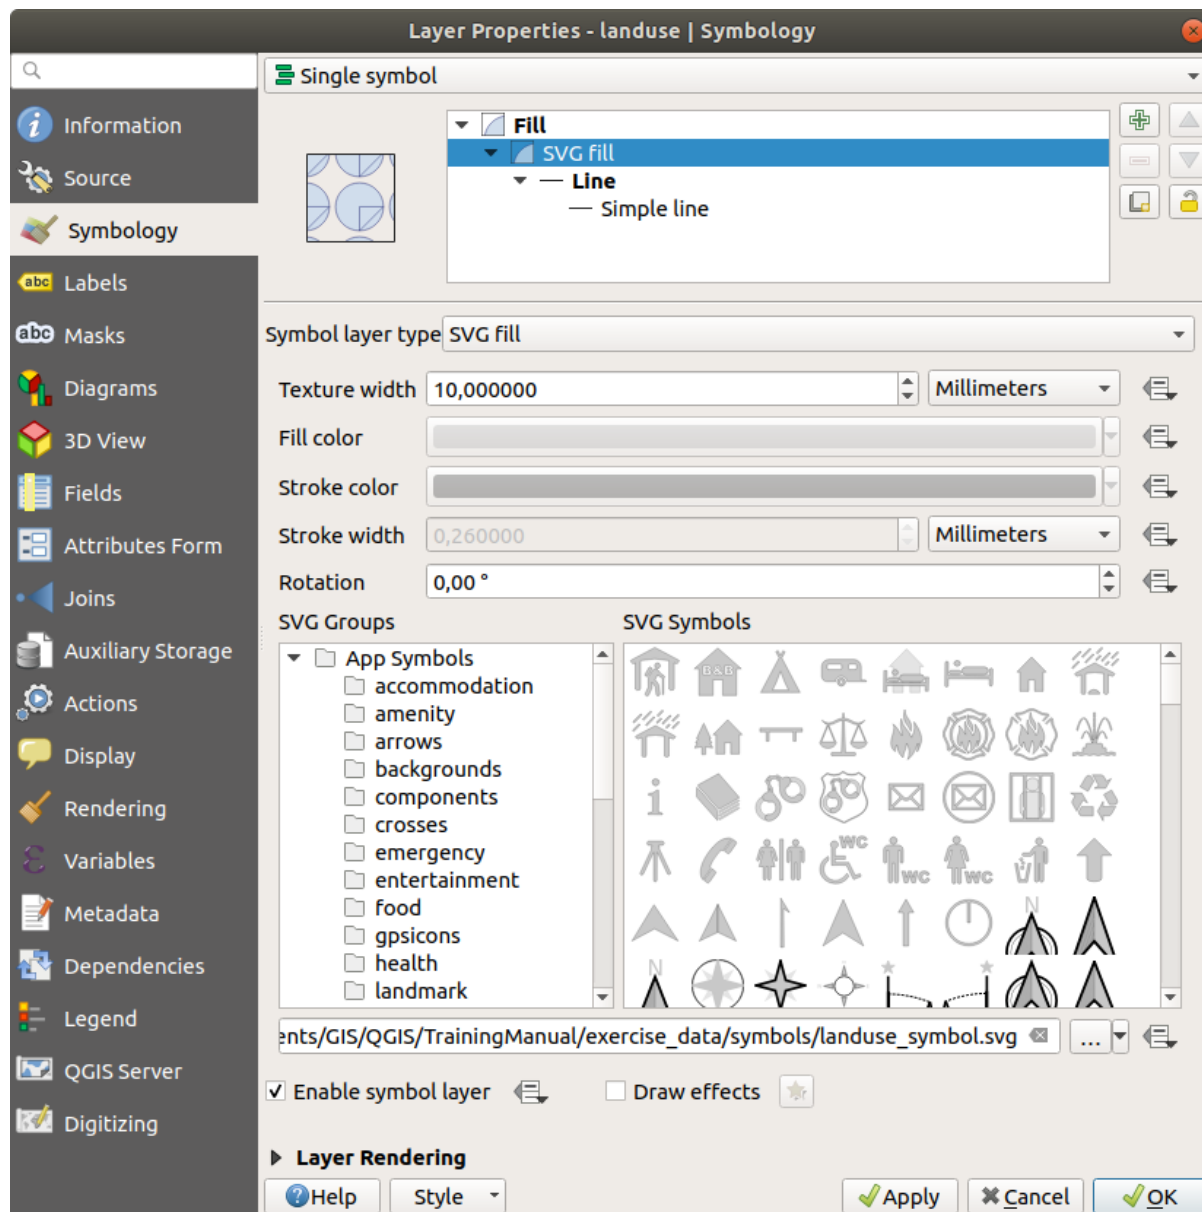 Layer Properties - landuse | Symbology
Single symbol
Information
Source
Symbology
Labels
Masks
Diagrams
3D View
Fields
Attributes Form
Joins
Auxiliary Storage
Actions
Display
Rendering
Variables
Metadata
Dependencies
Legend
QGIS Server
Digitizing
abc
abc
Fill
SVG fill
Line
Simple line
Symbol layer type SVG fill
Texture width 10,000000 Millimeters
Fill color
Stroke color
Stroke width 0,260000 Millimeters
Rotation 0,00 °
SVG Groups
App Symbols
accommodation
amenity
arrows
backgrounds
components
crosses
emergency
entertainment
food
gpsicons
health
landmark
SVG Symbols
B&B
i
WC
WC
WC
N
N
ents/GIS/QGIS/TrainingManual/exercise_data/symbols/landuse_symbol.svg ...
Enable symbol layer
Draw effects
Layer Rendering
Help
Style
Apply
Cancel
OK